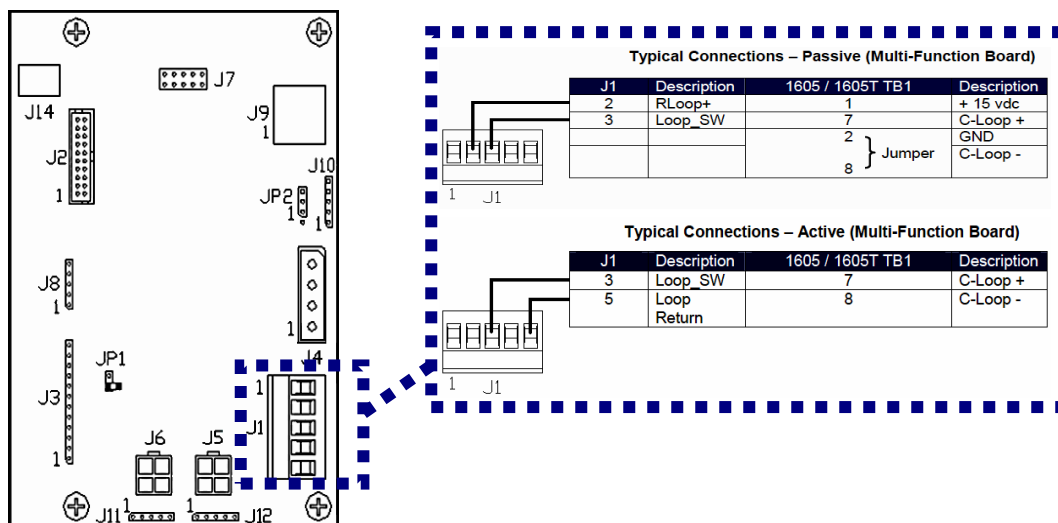 J14
J7
J9
1
J2
1
J10
JP2
1
1
J8
1
1
J4
JP1
J3
1
1
J1
J6
J5
J11
1
1
J12
Typical Connections – Passive (Multi-Function Board)
J1 Description 1605 / 1605T TB1 Description
2 RLoop+ 1 + 15 vdc
3 Loop_SW 7 C-Loop +
2 GND
Jumper C-Loop -
8
1 J1
Typical Connections – Active (Multi-Function Board)
J1 Description 1605 / 1605T TB1 Description
3 Loop_SW 7 C-Loop +
5 Loop 8 C-Loop -
Return
1 J1